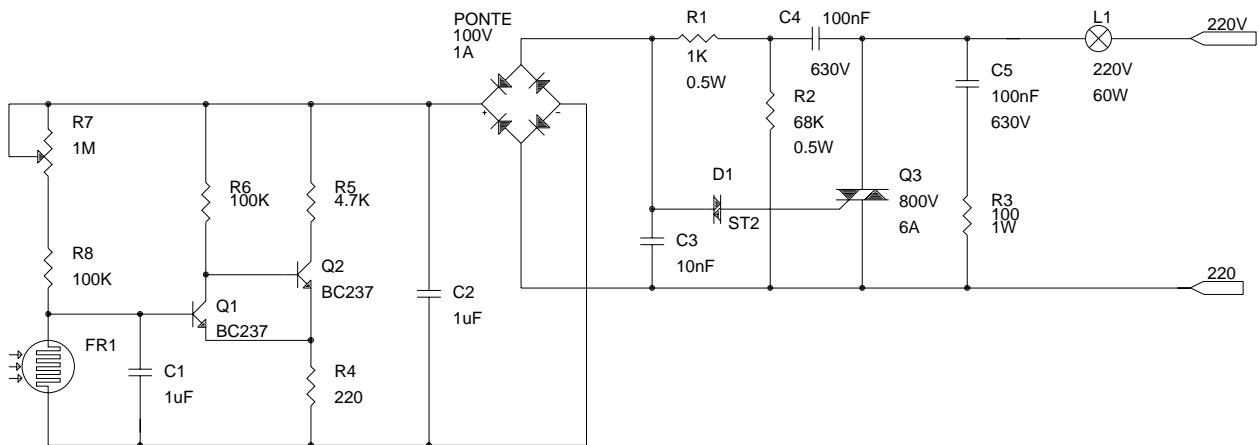 PONTE
100V
1A
R1
1K
0.5W
C4
100nF
630V
L1
220V
60W
220V
C5
100nF
630V
R2
68K
0.5W
R7
1M
+
-
R6
100K
R5
4.7K
D1
ST2
Q3
800V
6A
R3
100
1W
R8
100K
Q2
BC237
C3
10nF
220
Q1
BC237
C2
1uF
FR1
C1
1uF
R4
220